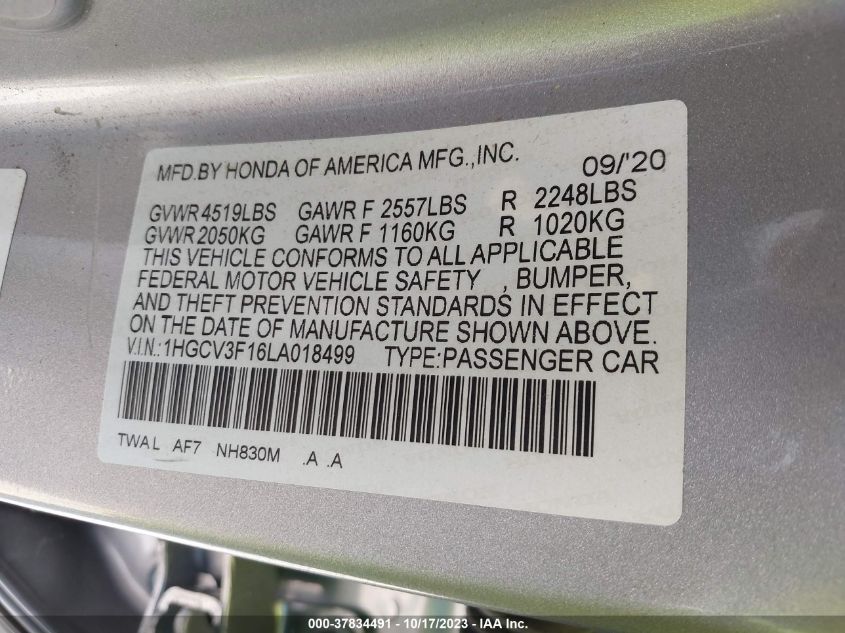 MFD.BY HONDA OF AMERICA MFG.,INC. 09/'20
GVWR 4519LBS GAWR F 2557LBS R 2248LBS
GVWR 2050KG GAWR F 1160KG R 1020KG
THIS VEHICLE CONFORMS TO ALL APPLICABLE
FEDERAL MOTOR VEHICLE SAFETY , BUMPER,
AND THEFT PREVENTION STANDARDS IN EFFECT
ON THE DATE OF MANUFACTURE SHOWN ABOVE.
V.I.N.:1HGCV3F16LA018499 TYPE:PASSENGER CAR
TWA L AF7 NH830M .A .A
000-37834491 - 10/17/2023 - IAA Inc.